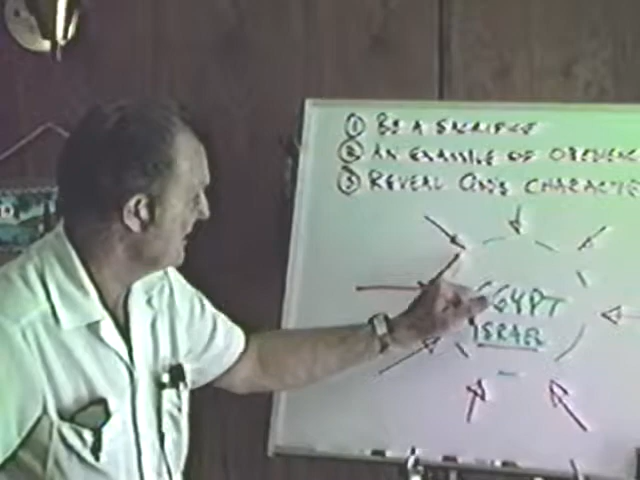 ① BE A SACRIFICE
② AN EXAMPLE OF OBEDIENC
③ REVEAL GOD'S CHARACTE
EGYPT
ISRAEL